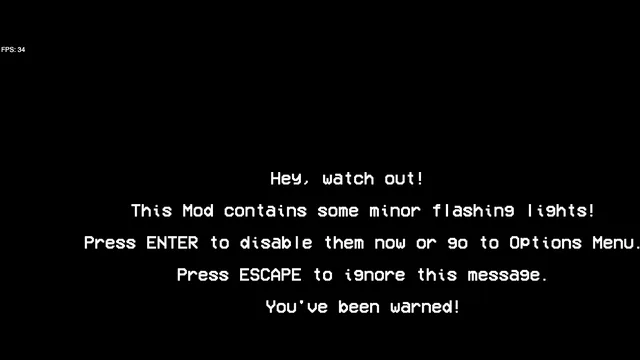 FPS: 34
Hey, watch out!
This Mod contains some minor flashing lights!
Press ENTER to disable them now or go to Options Menu.
Press ESCAPE to ignore this message.
You've been warned!